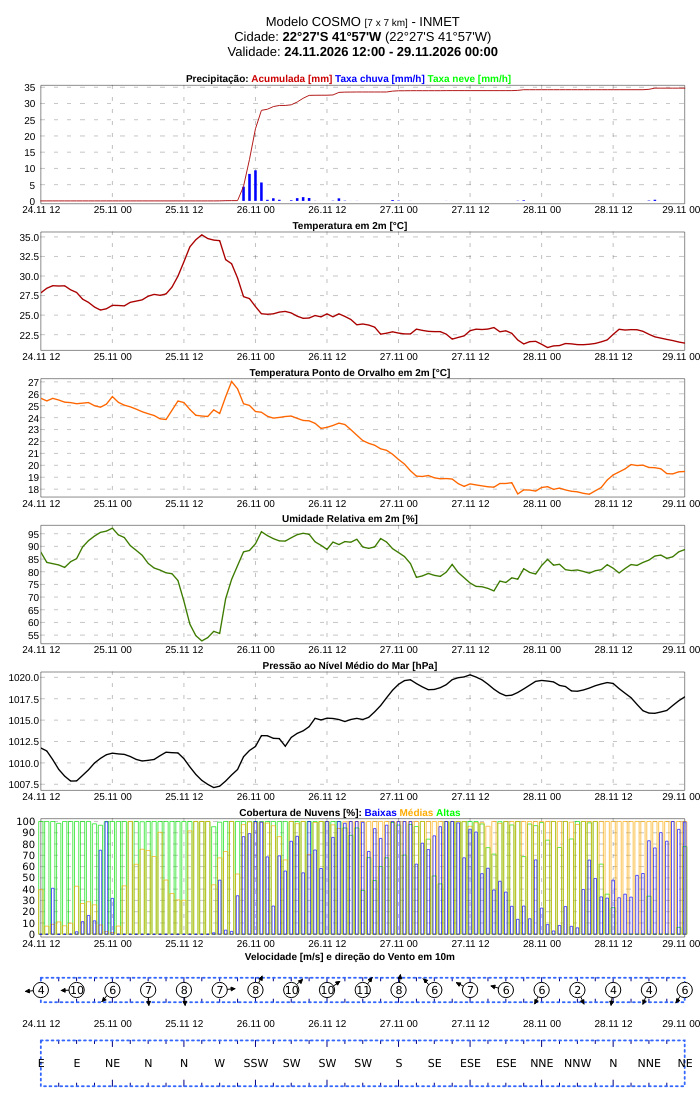 Modelo COSMO [7 x 7 km] - INMET
Cidade: 22°27'S 41°57'W (22°27'S 41°57'W)
Validade: 24.11.2026 12:00 - 29.11.2026 00:00
Precipitação: Acumulada [mm] Taxa chuva [mm/h] Taxa neve [mm/h]
35
30
25
20
15
10
5
0
24.11 12 25.11 00 25.11 12 26.11 00 26.11 12 27.11 00 27.11 12 28.11 00 28.11 12 29.11 00
Temperatura em 2m [°C]
35.0
32.5
30.0
27.5
25.0
22.5
24.11 12 25.11 00 25.11 12 26.11 00 26.11 12 27.11 00 27.11 12 28.11 00 28.11 12 29.11 00
Temperatura Ponto de Orvalho em 2m [°C]
27
26
25
24
23
22
21
20
19
18
24.11 12 25.11 00 25.11 12 26.11 00 26.11 12 27.11 00 27.11 12 28.11 00 28.11 12 29.11 00
Umidade Relativa em 2m [%]
95
90
85
80
75
70
65
60
55
24.11 12 25.11 00 25.11 12 26.11 00 26.11 12 27.11 00 27.11 12 28.11 00 28.11 12 29.11 00
Pressão ao Nível Médio do Mar [hPa]
1020.0
1017.5
1015.0
1012.5
1010.0
1007.5
24.11 12 25.11 00 25.11 12 26.11 00 26.11 12 27.11 00 27.11 12 28.11 00 28.11 12 29.11 00
Cobertura de Nuvens [%]: Baixas Médias Altas
100
90
80
70
60
50
40
30
20
10
0
24.11 12 25.11 00 25.11 12 26.11 00 26.11 12 27.11 00 27.11 12 28.11 00 28.11 12 29.11 00
Velocidade [m/s] e direção do Vento em 10m
4 10 6 7 8 7 8 10 10 11 8 6 7 6 6 2 4 4 6
24.11 12 25.11 00 25.11 12 26.11 00 26.11 12 27.11 00 27.11 12 28.11 00 28.11 12 29.11 00
E E NE N N W SSW SW SW SW S SE ESE ESE NNE NNW N NNE NE